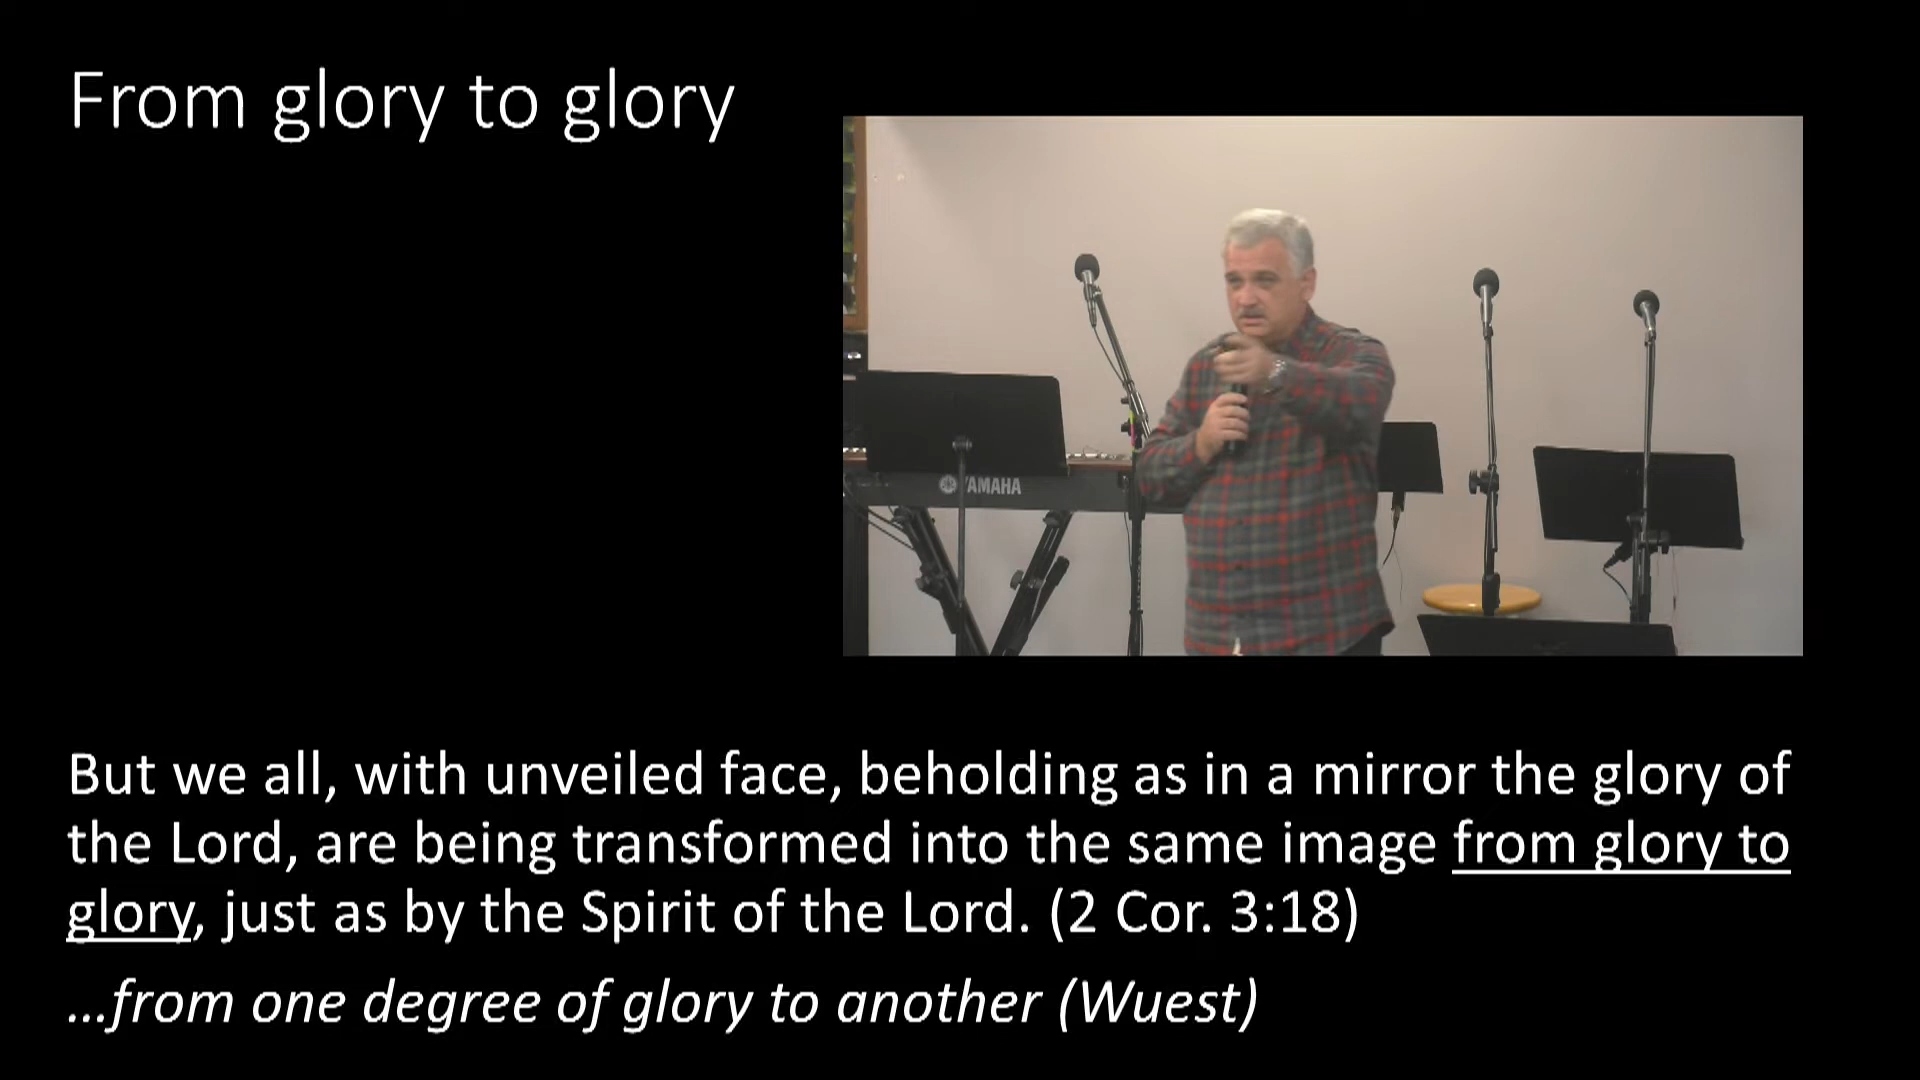 From glory to glory
YAMAHA
But we all, with unveiled face, beholding as in a mirror the glory of
the Lord, are being transformed into the same image from glory to
glory, just as by the Spirit of the Lord. (2 Cor. 3:18)
…from one degree of glory to another (Wuest)